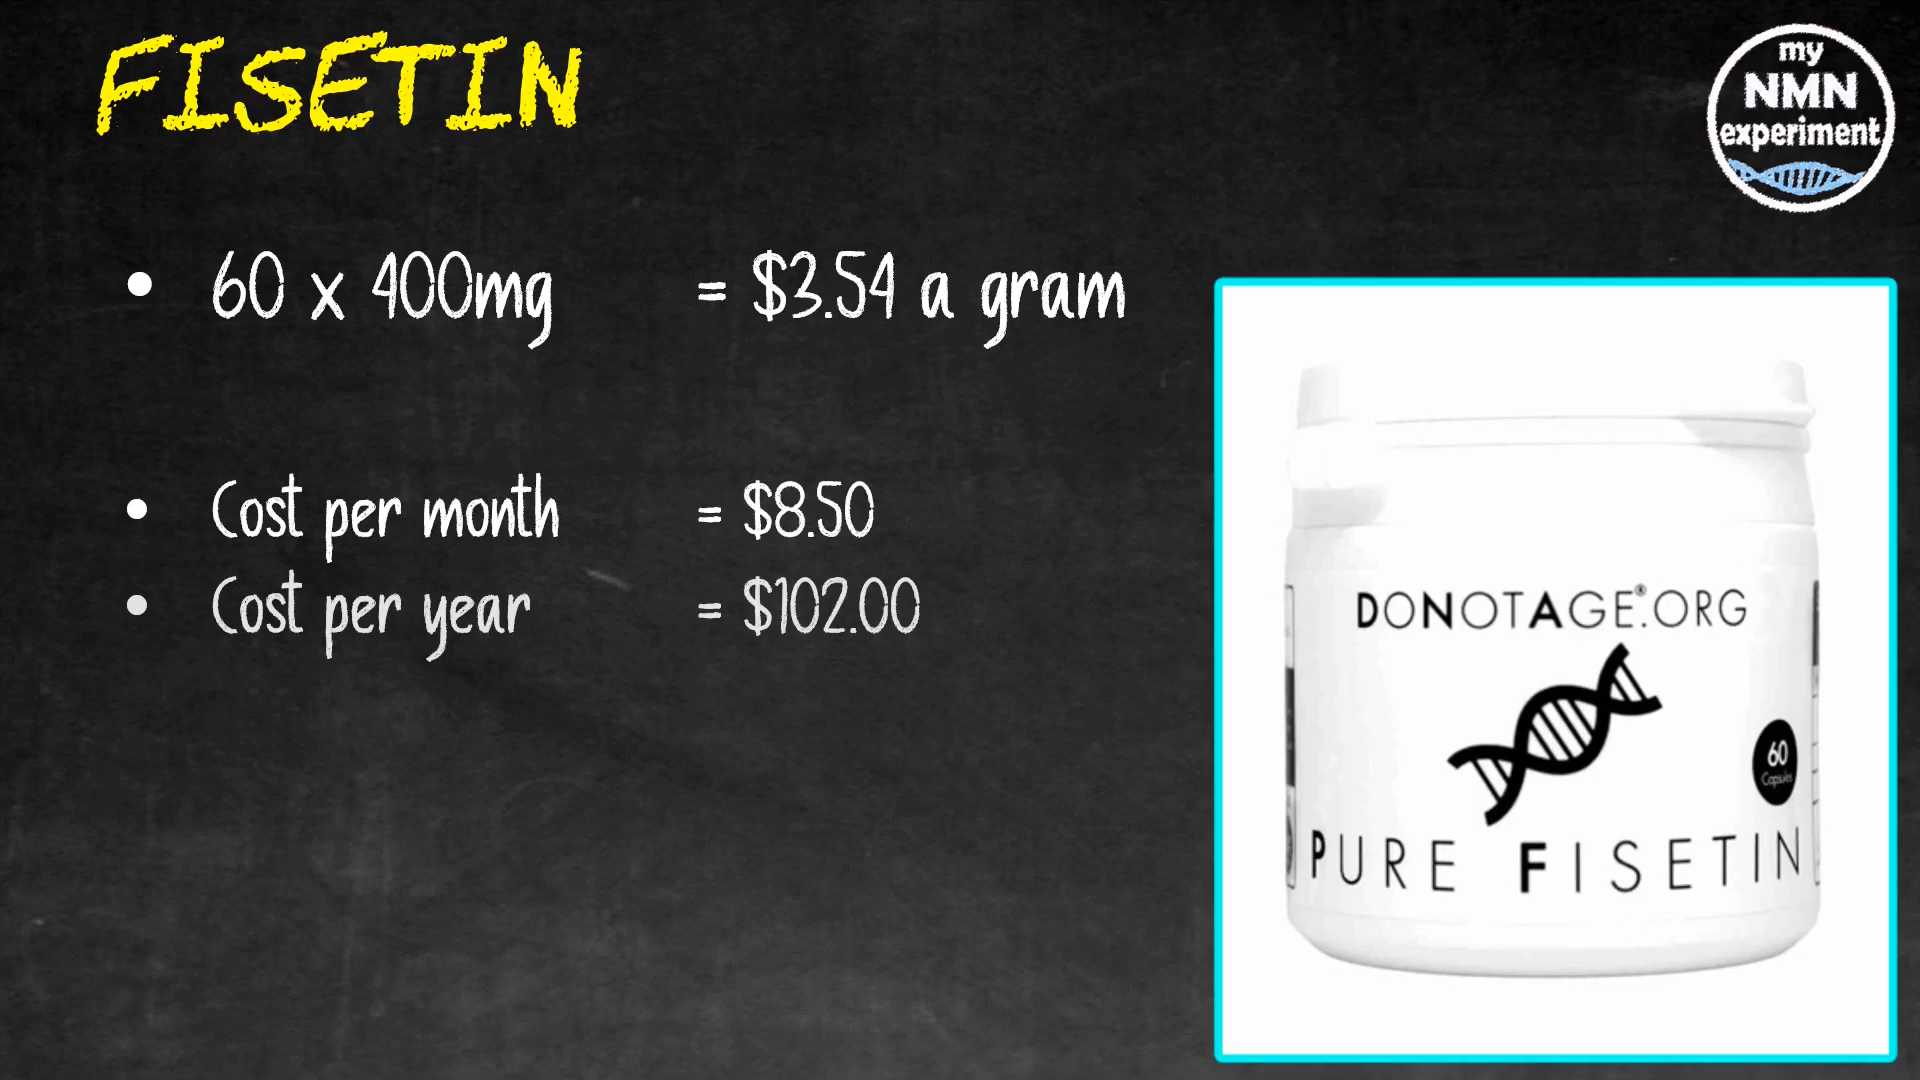 FISETIN
my
NMN
experiment
• 60 x 400mg = $3.54 a gram
• Cost per month = $8.50
• Cost per year = $102.00
DONOTAGE®.ORG
60
Capsules
PURE FISETIN